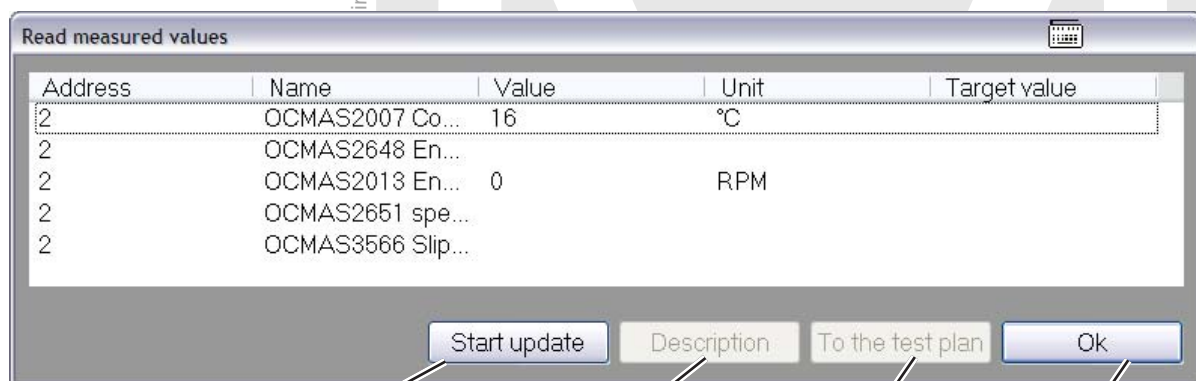 Read measured values
Address Name Value Unit Target value
2 OCMAS2007 Co... 16 °C
2 OCMAS2648 En...
2 OCMAS2013 En... 0 RPM
2 OCMAS2651 spe...
2 OCMAS3566 Slip...
Start update Description To the test plan Ok